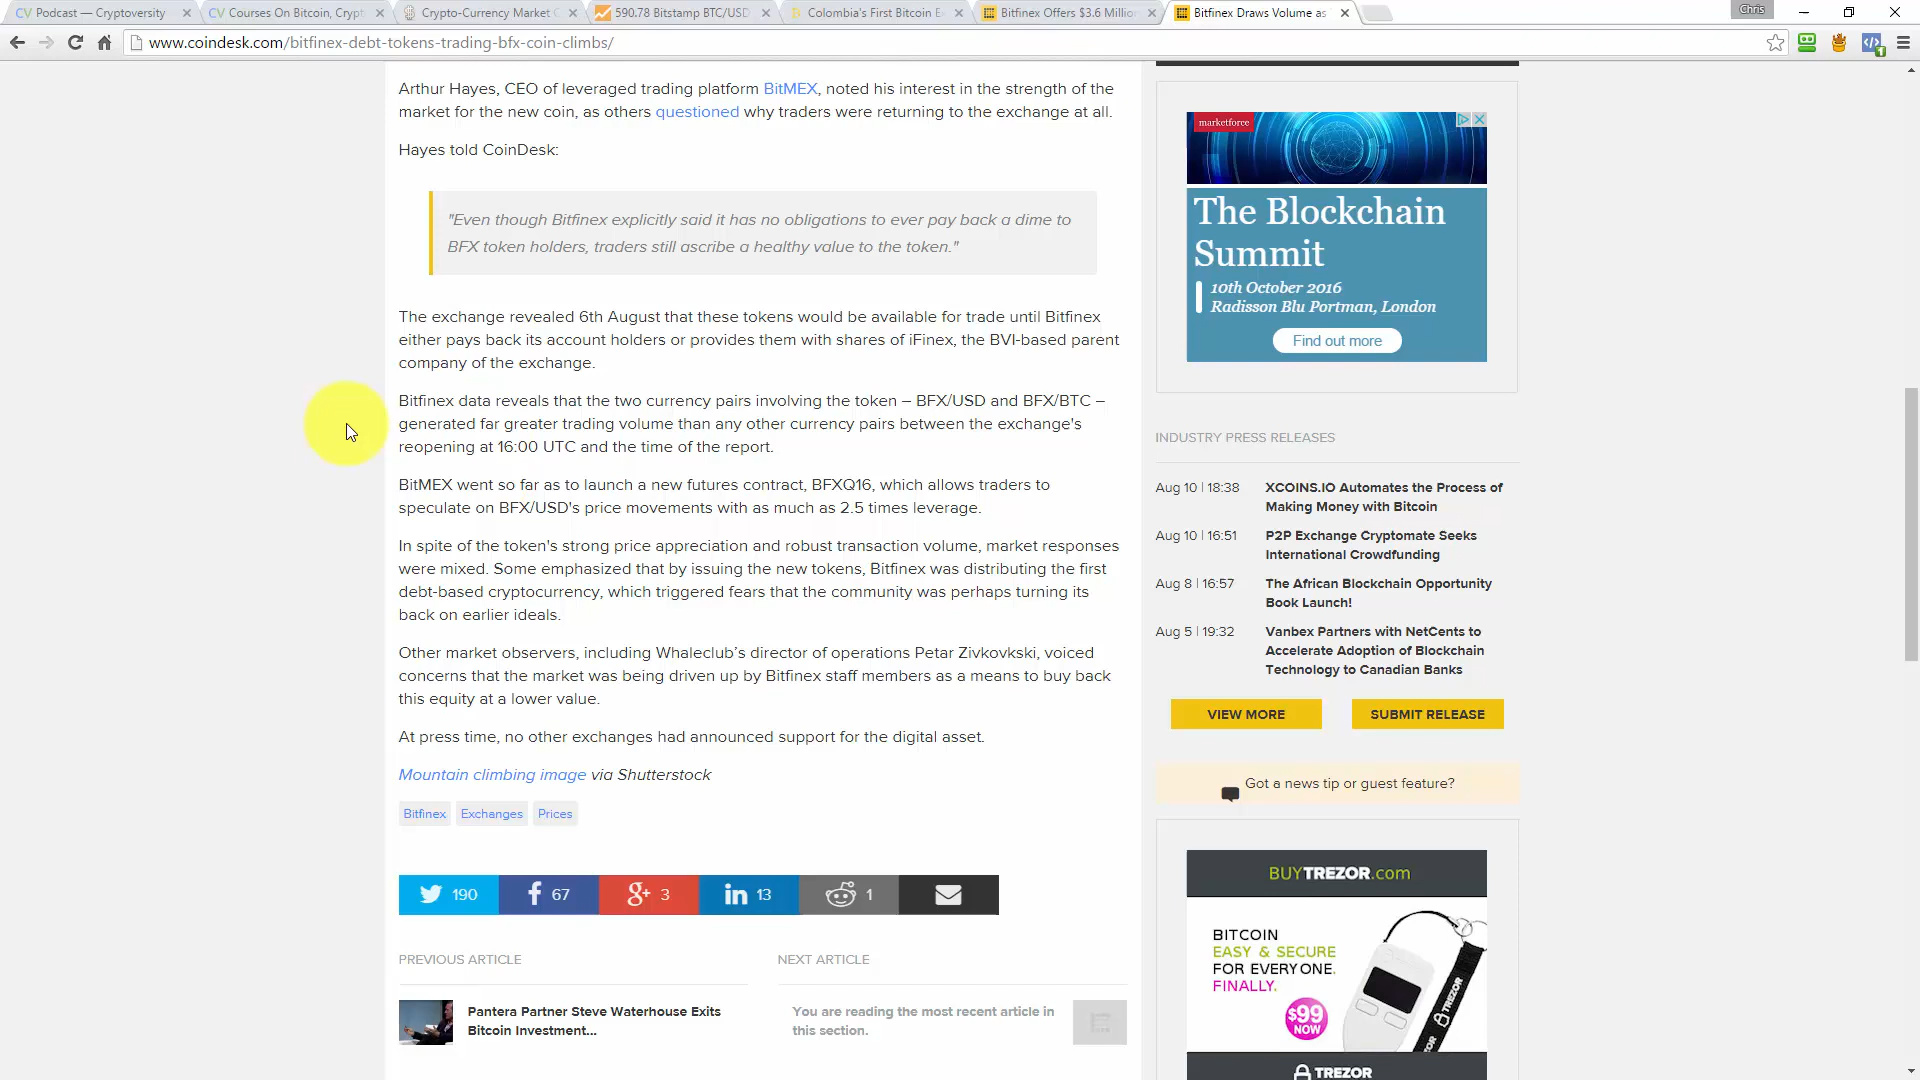 CV Podcast — Cryptoversity
CV Courses On Bitcoin, Crypt
Crypto-Currency Market C
590.78 Bitstamp BTC/USD
Colombia's First Bitcoin E
Bitfinex Offers $3.6 Million
Bitfinex Draws Volume as
Chris
www.coindesk.com/bitfinex-debt-tokens-trading-bfx-coin-climbs/
Arthur Hayes, CEO of leveraged trading platform BitMEX, noted his interest in the strength of the
market for the new coin, as others questioned why traders were returning to the exchange at all.
Hayes told CoinDesk:
"Even though Bitfinex explicitly said it has no obligations to ever pay back a dime to
BFX token holders, traders still ascribe a healthy value to the token."
The exchange revealed 6th August that these tokens would be available for trade until Bitfinex
either pays back its account holders or provides them with shares of iFinex, the BVI-based parent
company of the exchange.
Bitfinex data reveals that the two currency pairs involving the token – BFX/USD and BFX/BTC –
generated far greater trading volume than any other currency pairs between the exchange's
reopening at 16:00 UTC and the time of the report.
BitMEX went so far as to launch a new futures contract, BFXQ16, which allows traders to
speculate on BFX/USD's price movements with as much as 2.5 times leverage.
In spite of the token's strong price appreciation and robust transaction volume, market responses
were mixed. Some emphasized that by issuing the new tokens, Bitfinex was distributing the first
debt-based cryptocurrency, which triggered fears that the community was perhaps turning its
back on earlier ideals.
Other market observers, including Whaleclub’s director of operations Petar Zivkovkski, voiced
concerns that the market was being driven up by Bitfinex staff members as a means to buy back
this equity at a lower value.
At press time, no other exchanges had announced support for the digital asset.
Mountain climbing image via Shutterstock
Bitfinex Exchanges Prices
190
67
3
13
1
PREVIOUS ARTICLE
Pantera Partner Steve Waterhouse Exits
Bitcoin Investment...
NEXT ARTICLE
You are reading the most recent article in
this section.
marketforce
The Blockchain
Summit
10th October 2016
Radisson Blu Portman, London
Find out more
INDUSTRY PRESS RELEASES
Aug 10 | 18:38 XCOINS.IO Automates the Process of
Making Money with Bitcoin
Aug 10 | 16:51 P2P Exchange Cryptomate Seeks
International Crowdfunding
Aug 8 | 16:57 The African Blockchain Opportunity
Book Launch!
Aug 5 | 19:32 Vanbex Partners with NetCents to
Accelerate Adoption of Blockchain
Technology to Canadian Banks
VIEW MORE
SUBMIT RELEASE
Got a news tip or guest feature?
BUYTREZOR.com
BITCOIN
EASY & SECURE
FOR EVERYONE.
FINALLY.
$99
NOW
TREZOR
TREZOR